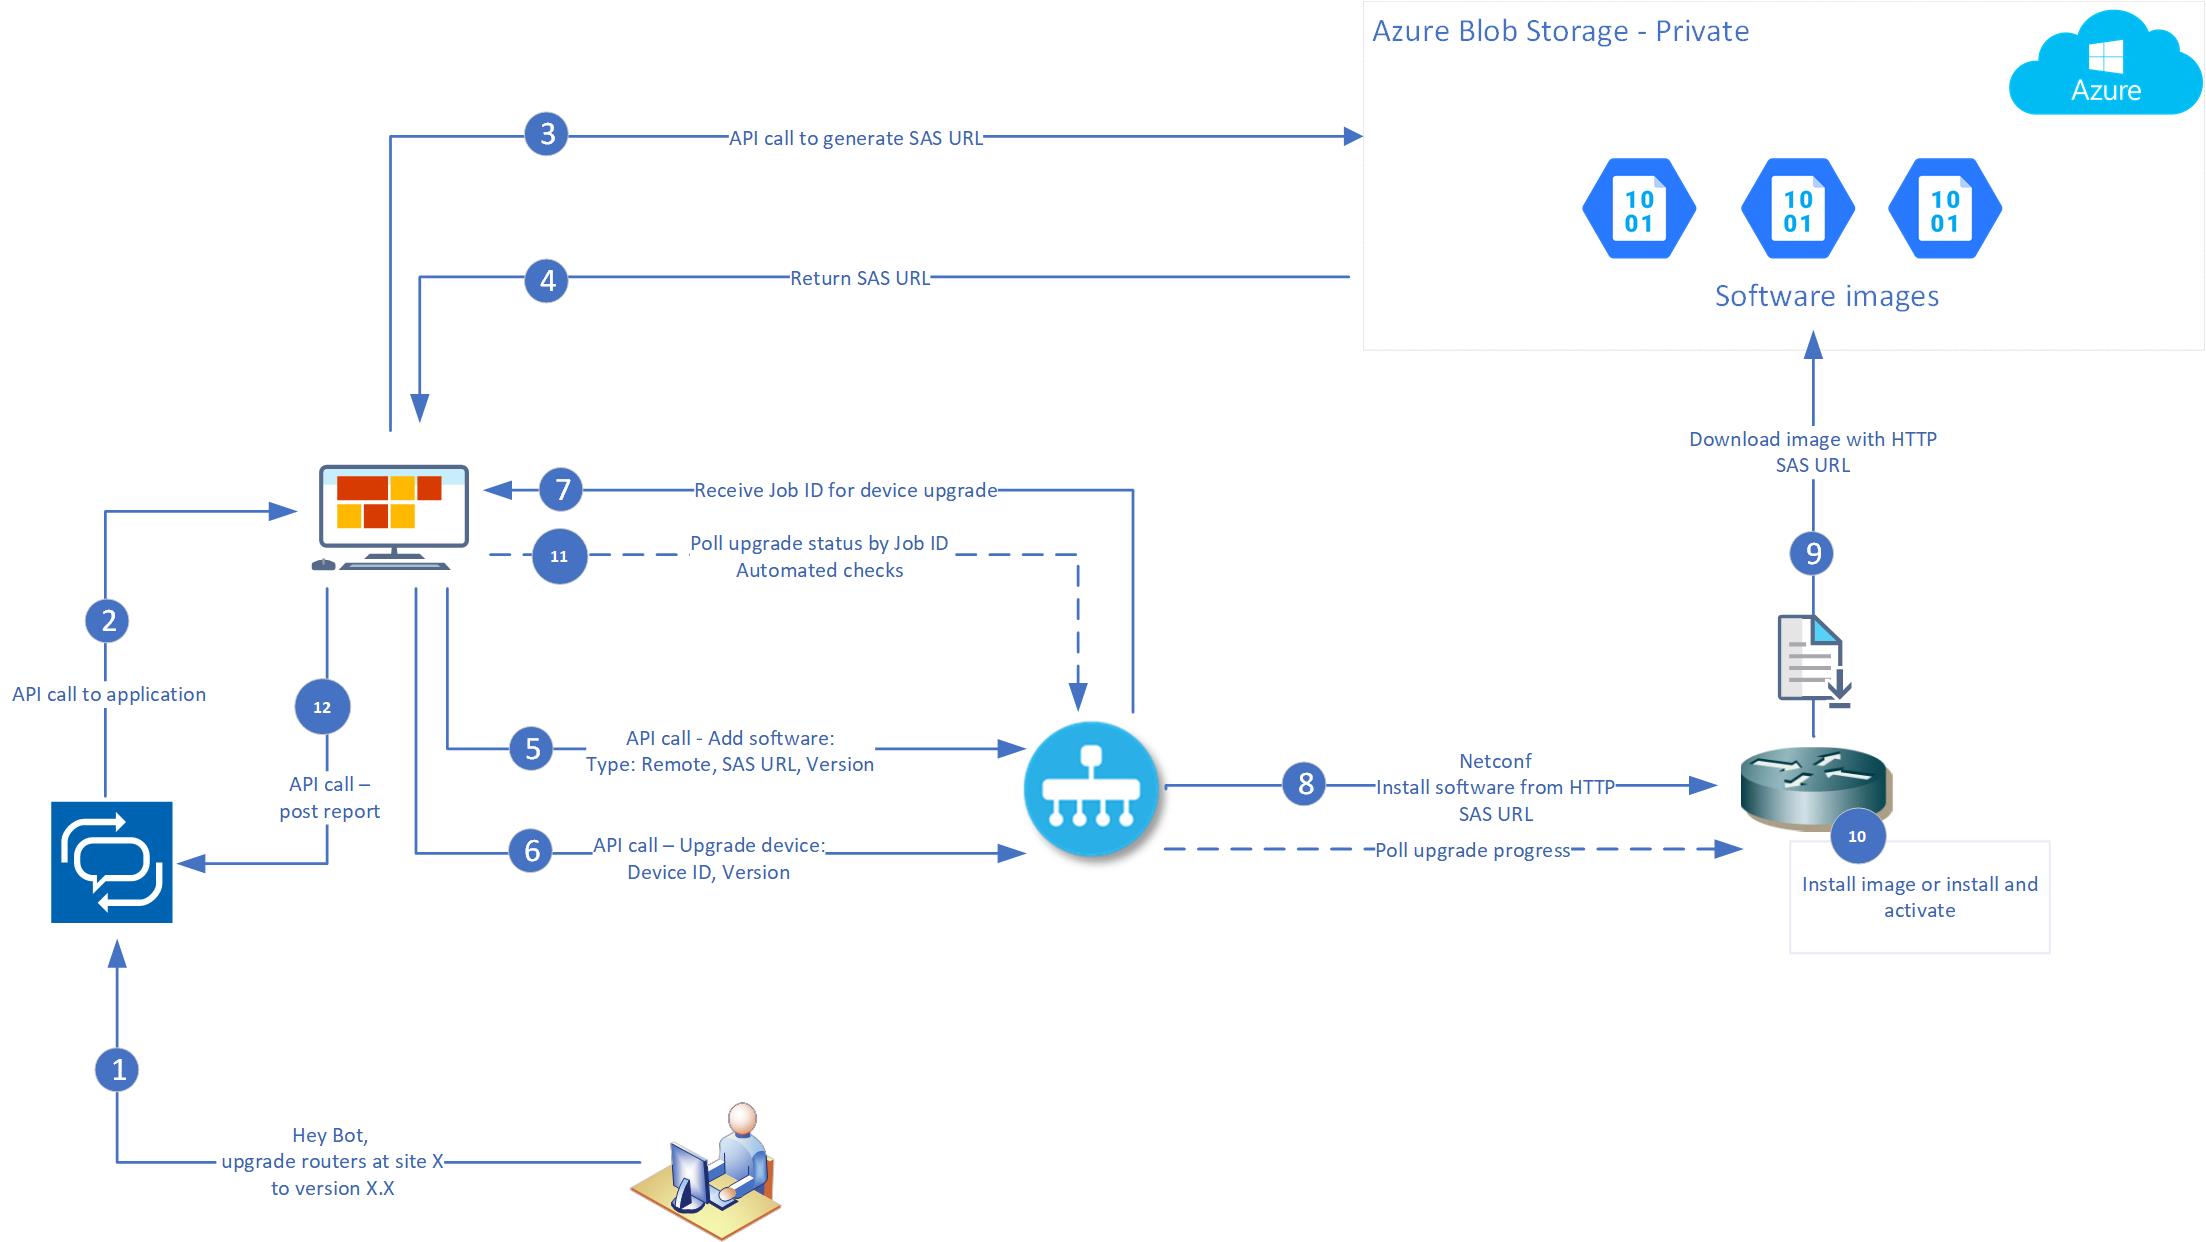 Azure Blob Storage - Private
Azure
3
API call to generate SAS URL
10
01
10
01
10
01
4
Return SAS URL
Software images
Download image with HTTP
SAS URL
7
Receive Job ID for device upgrade
11
Poll upgrade status by Job ID
Automated checks
9
2
API call to application
12
API call –
post report
5
API call - Add software:
Type: Remote, SAS URL, Version
6
API call – Upgrade device:
Device ID, Version
8
Netconf
Install software from HTTP
SAS URL
Poll upgrade progress
10
Install image or install and
activate
1
Hey Bot,
upgrade routers at site X
to version X.X